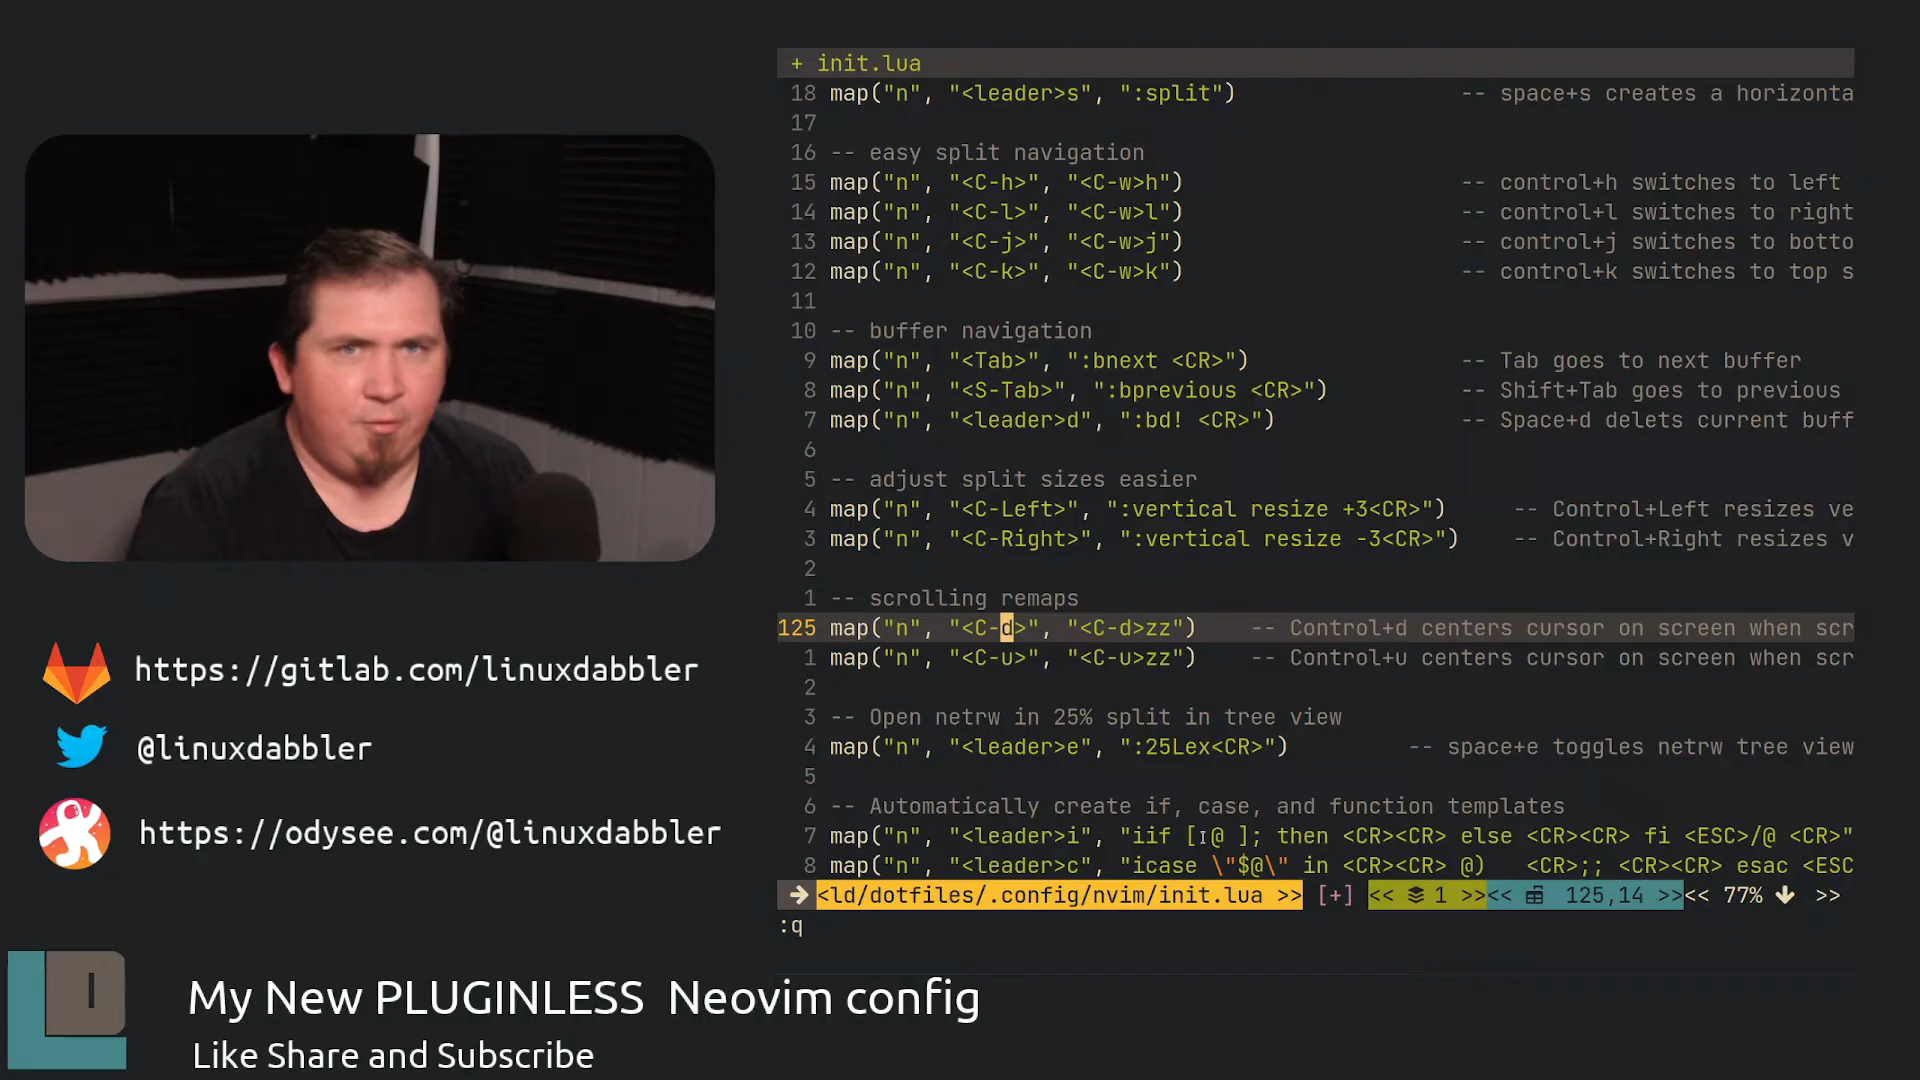 + init.lua
18 map("n", "<leader>s", ":split") -- space+s creates a horizonta
17
16 -- easy split navigation
15 map("n", "<C-h>", "<C-w>h") -- control+h switches to left
14 map("n", "<C-l>", "<C-w>l") -- control+l switches to right
13 map("n", "<C-j>", "<C-w>j") -- control+j switches to botto
12 map("n", "<C-k>", "<C-w>k") -- control+k switches to top s
11
10 -- buffer navigation
9 map("n", "<Tab>", ":bnext <CR>") -- Tab goes to next buffer
8 map("n", "<S-Tab>", ":bprevious <CR>") -- Shift+Tab goes to previous
7 map("n", "<leader>d", ":bd! <CR>") -- Space+d deletes current buff
6
5 -- adjust split sizes easier
4 map("n", "<C-Left>", ":vertical resize +3<CR>") -- Control+Left resizes ve
3 map("n", "<C-Right>", ":vertical resize -3<CR>") -- Control+Right resizes v
2
1 -- scrolling remaps
125 map("n", "<C-d>", "<C-d>zz") -- Control+d centers cursor on screen when scr
1 map("n", "<C-u>", "<C-u>zz") -- Control+u centers cursor on screen when scr
2
3 -- Open netrw in 25% split in tree view
4 map("n", "<leader>e", ":25Lex<CR>") -- space+e toggles netrw tree view
5
6 -- Automatically create if, case, and function templates
7 map("n", "<leader>i", "iif [ @ ]; then <CR><CR> else <CR><CR> fi <ESC>/@ <CR>"
8 map("n", "<leader>c", "icase \"$@\" in <CR><CR> @) <CR>;; <CR><CR> esac <ESC
<ld/dotfiles/.config/nvim/init.lua >> [+] << 1 >><< 125,14 >><< 77% >>
:q
https://gitlab.com/linuxdabbler
@linuxdabbler
https://odysee.com/@linuxdabbler
L I
My New PLUGINLESS Neovim config
Like Share and Subscribe